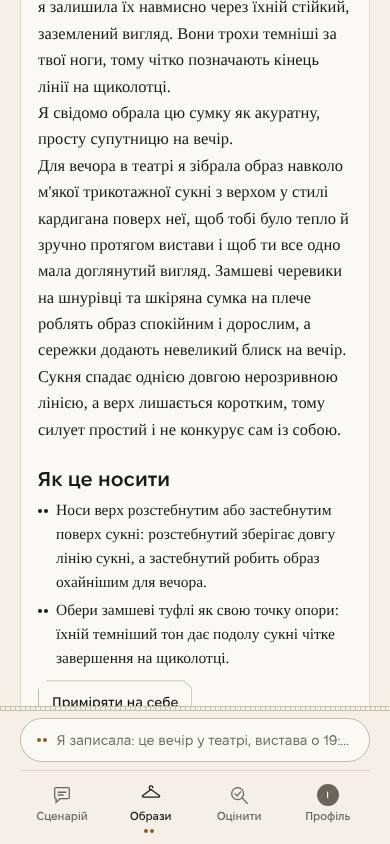 я залишила їх навмисно через їхній стійкий,
заземлений вигляд. Вони трохи темніші за
твої ноги, тому чітко позначають кінець
лінії на щиколотці.
Я свідомо обрала цю сумку як акуратну,
просту супутницю на вечір.
Для вечора в театрі я зібрала образ навколо
м'якої трикотажної сукні з верхом у стилі
кардигана поверх неї, щоб тобі було тепло й
зручно протягом вистави і щоб ти все одно
мала доглянутий вигляд. Замшеві черевики
на шнурівці та шкіряна сумка на плече
роблять образ спокійним і дорослим, а
сережки додають невеликий блиск на вечір.
Сукня спадає однією довгою нерозривною
лінією, а верх лишається коротким, тому
силует простий і не конкурує сам із собою.
Як це носити
•• Носи верх розстебнутим або застебнутим
поверх сукні: розстебнутий зберігає довгу
лінію сукні, а застебнутий робить образ
охайнішим для вечора.
•• Обери замшеві туфлі як свою точку опори:
їхній темніший тон дає подолу сукні чітке
завершення на щиколотці.
Приміряти на себе
•• Я записала: це вечір у театрі, вистава о 19:...
Сценарій Образи Оцінити І Профіль